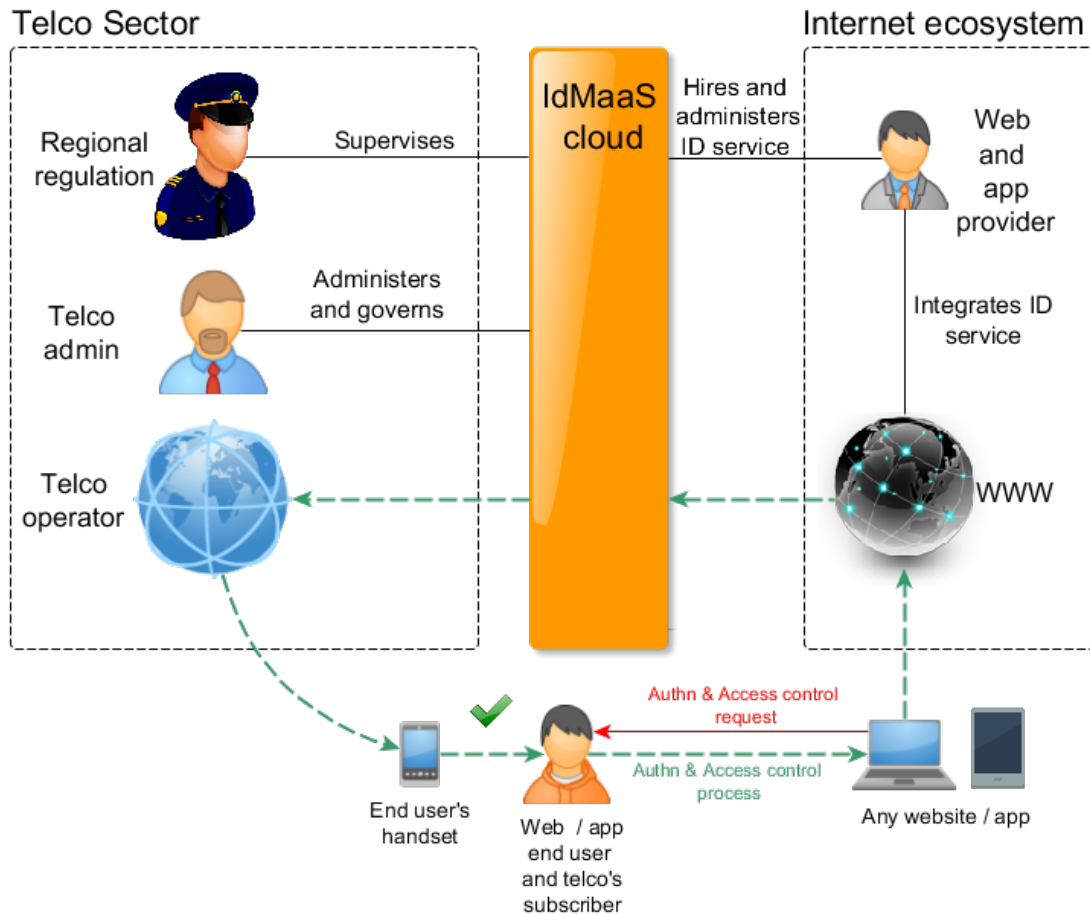 Telco Sector
Internet ecosystem
Regional
regulation
Supervises
IdMaaS
cloud
Hires and
administers
ID service
Web
and
app
provider
Telco
admin
Administers
and governs
Integrates ID
service
Telco
operator
WWW
Authn & Access control
request
Authn & Access control
process
End user's
handset
Web / app
end user
and telco's
subscriber
Any website / app